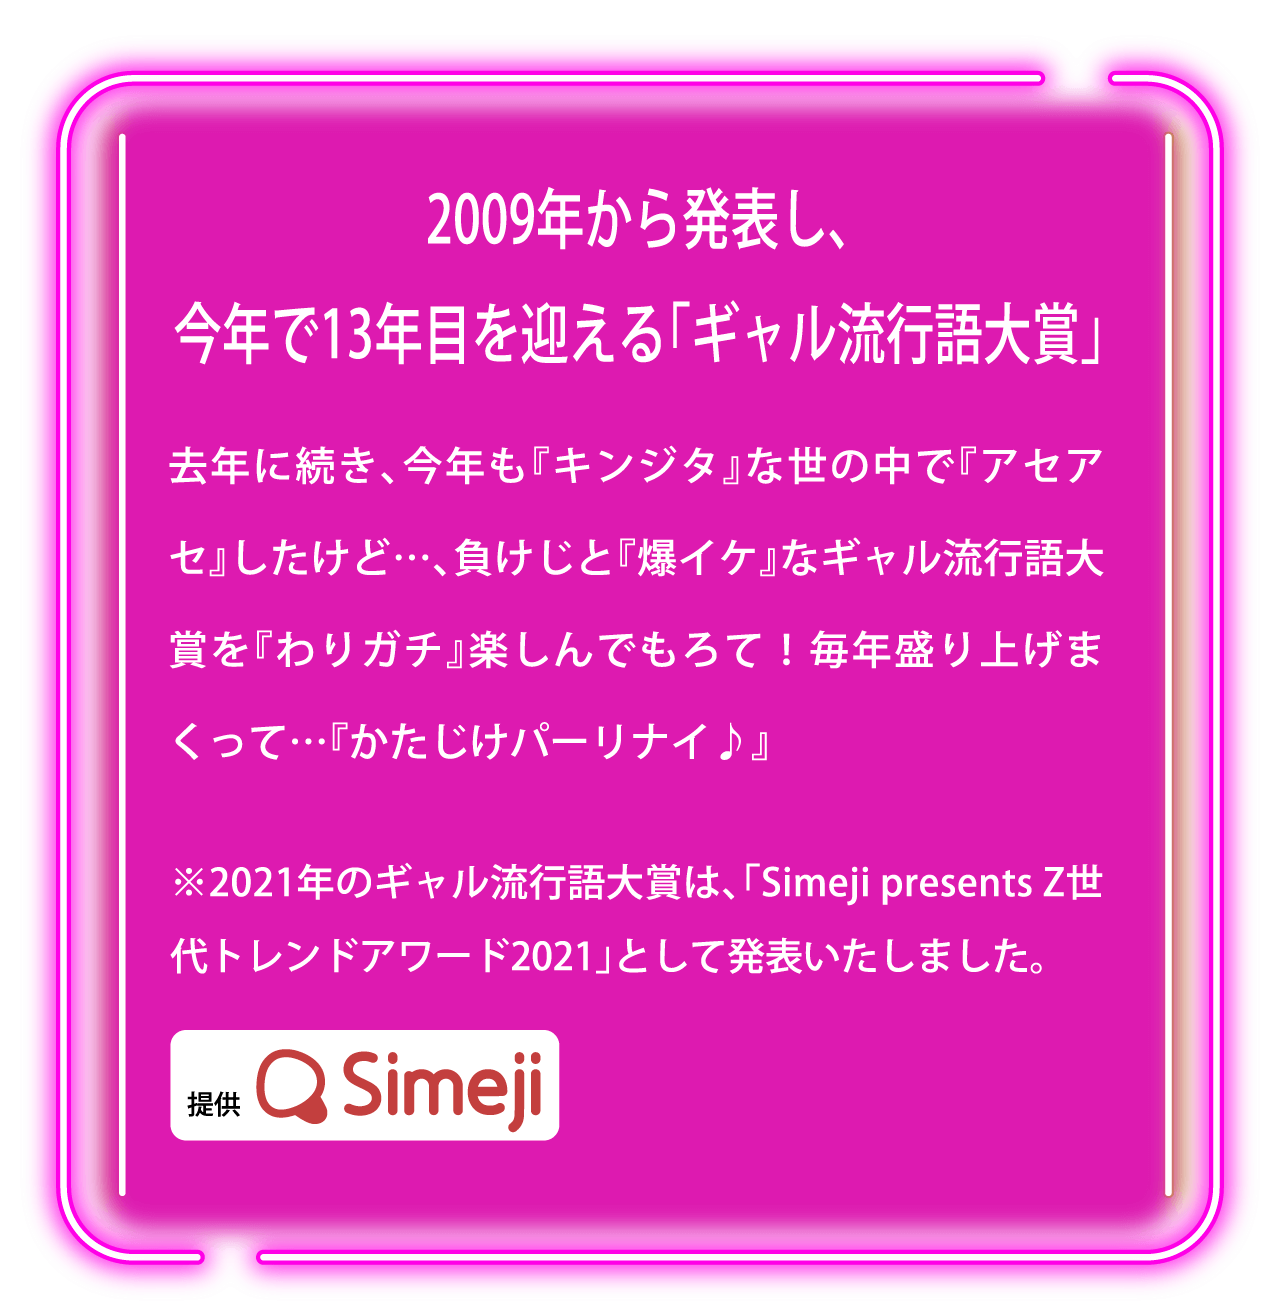 2009年から発表し、
今年で13年目を迎える「ギャル流行語大賞」
去年に続き、今年も『キンジタ』な世の中で『アセア
セ』したけど…、負けじと『爆イケ』なギャル流行語大
賞を『わりガチ』楽しんでもろて！毎年盛り上げま
くって…『かたじけパーリナイ♪』
※2021年のギャル流行語大賞は、「Simeji presents Z世
代トレンドアワード2021」として発表いたしました。
提供 Simeji